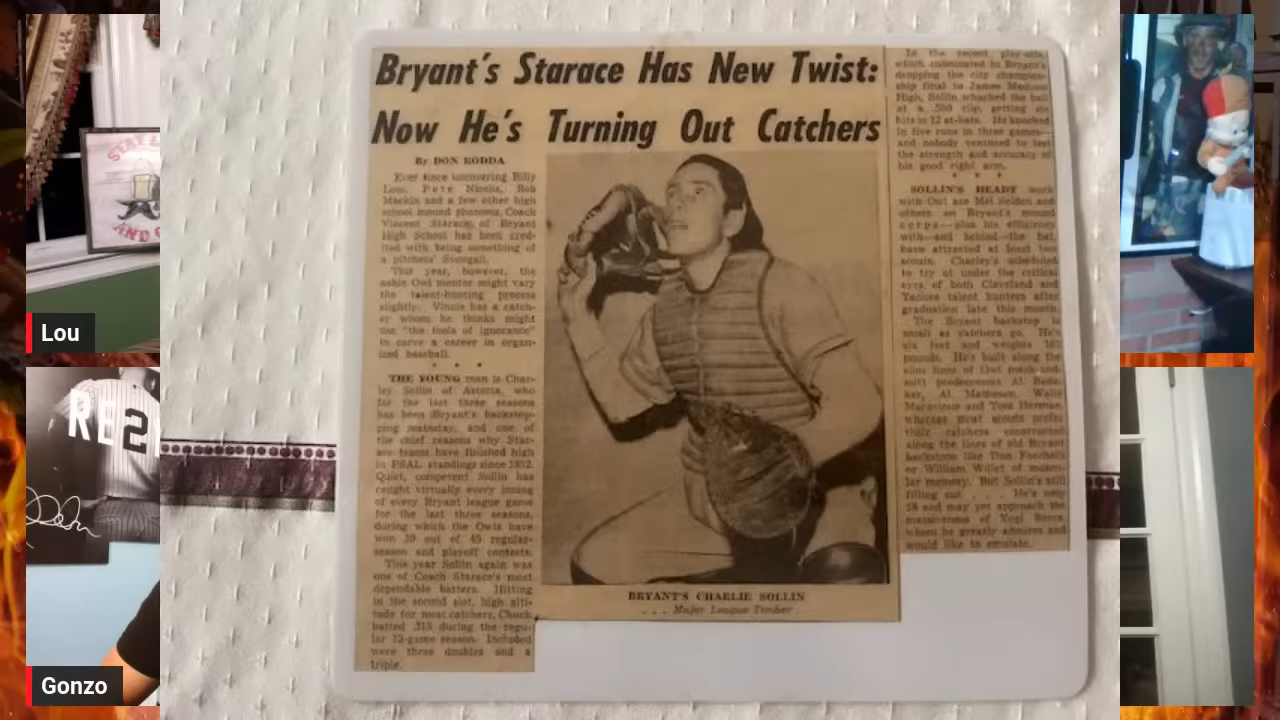 Bryant's Starace Has New Twist:
Now He's Turning Out Catchers
By DON RODDA
Ever since uncovering Billy
Loes, Pete Nicolis, Bob
Mackin and a few other high
school mound phenoms, Coach
Vincent Starace of Bryant
High School has been cred-
ited with being something of
a pitchers' Svengali.
This year, however, the
amiable Owl mentor might vary
the talent-hunting process
slightly. Vinnie has a catch-
er whom he thinks might
use "the tools of ignorance"
to carve a career in organ-
ized baseball.
* * *
THE YOUNG man is Char-
ley Sollin of Astoria, who
for the last three seasons
has been Bryant's backstop-
ping mainstay, and one of
the chief reasons why Star-
ace teams have finished high
in PSAL standings since 1952.
Quiet, competent Sollin has
caught virtually every inning
of every Bryant league game
for the last three seasons,
during which the Owls have
won 39 out of 45 regular-
season and playoff contests.
This year Sollin again was
one of Coach Starace's most
dependable batters. Hitting
in the second slot, high alti-
tude for most catchers, Chuck
batted .315 during the regu-
lar 12-game season. Included
were three doubles and a
triple.
BRYANT'S CHARLIE SOLLIN
. . . Major League Timber . .
In the recent play-offs,
which culminated in Bryant's
dropping the city champion-
ship final to James Madison
High, Sollin whacked the ball
at a .500 clip, getting six
hits in 12 at-bats. He knocked
in five runs in three games—
and nobody ventured to test
the strength and accuracy of
his good right arm.
* * *
SOLLIN'S HEADY work
with Owl ace Mel Selden and
others on Bryant's mound
corps—plus his efficiency
with—and behind—the bat,
have attracted at least two
scouts. Charley's scheduled
to try out under the critical
eyes of both Cleveland and
Yankee talent hunters after
graduation late this month.
The Bryant backstop is
small as catchers go. He's
six feet and weighs 162
pounds. He's built along the
lines of Owl mask-and-
mitt predecessors Al
Al Matheson, Wally
and Tom Herman,
whereas most scouts prefer
their catchers constructed
along the lines of old Bryant
backstops like Don
or William Willet of muscu-
lar memory. But Sollin's still
filling out . . . . He's only
18 and may yet approach the
massiveness of Yogi Berra,
whom he greatly admires and
would like to emulate.
STAY
AND
RE2
Lou
Gonzo